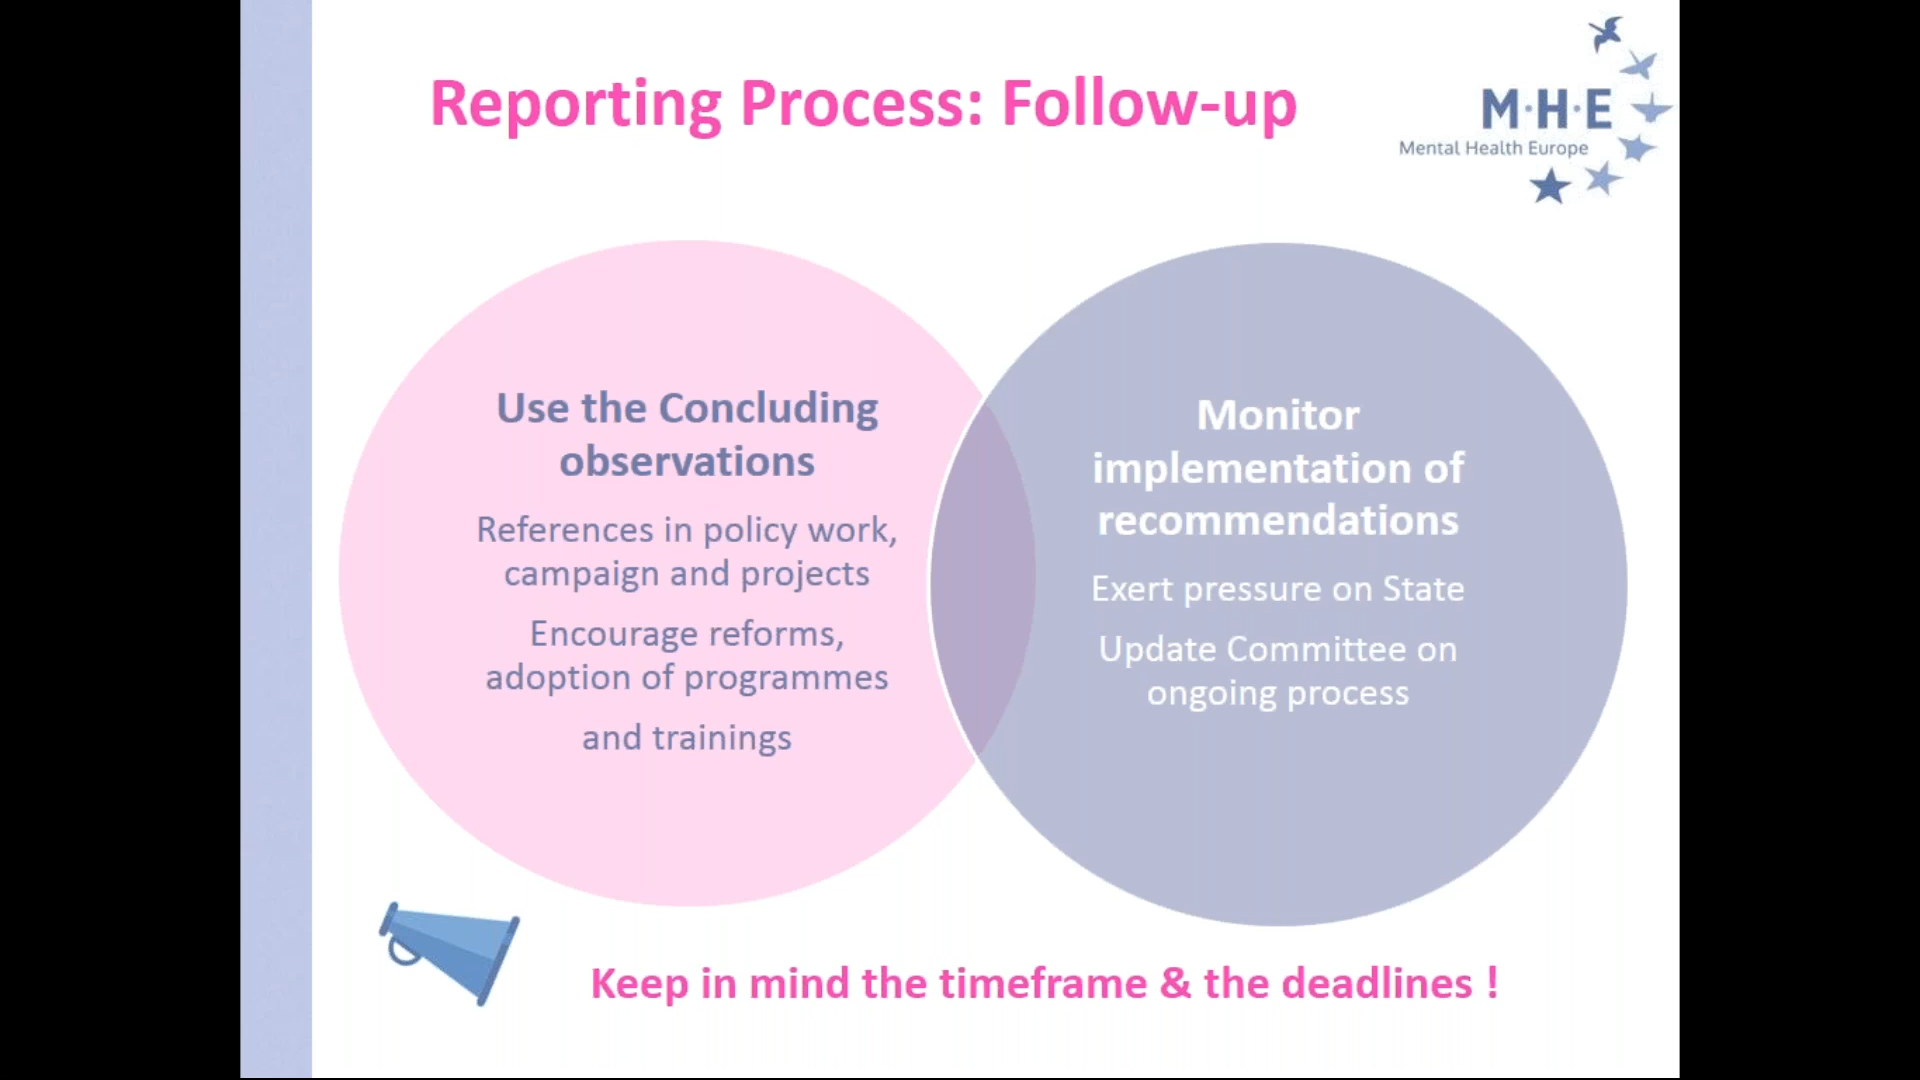 Reporting Process: Follow-up
M·H·E
Mental Health Europe
Use the Concluding
observations
References in policy work,
campaign and projects
Encourage reforms,
adoption of programmes
and trainings
Monitor
implementation of
recommendations
Exert pressure on State
Update Committee on
ongoing process
Keep in mind the timeframe & the deadlines !